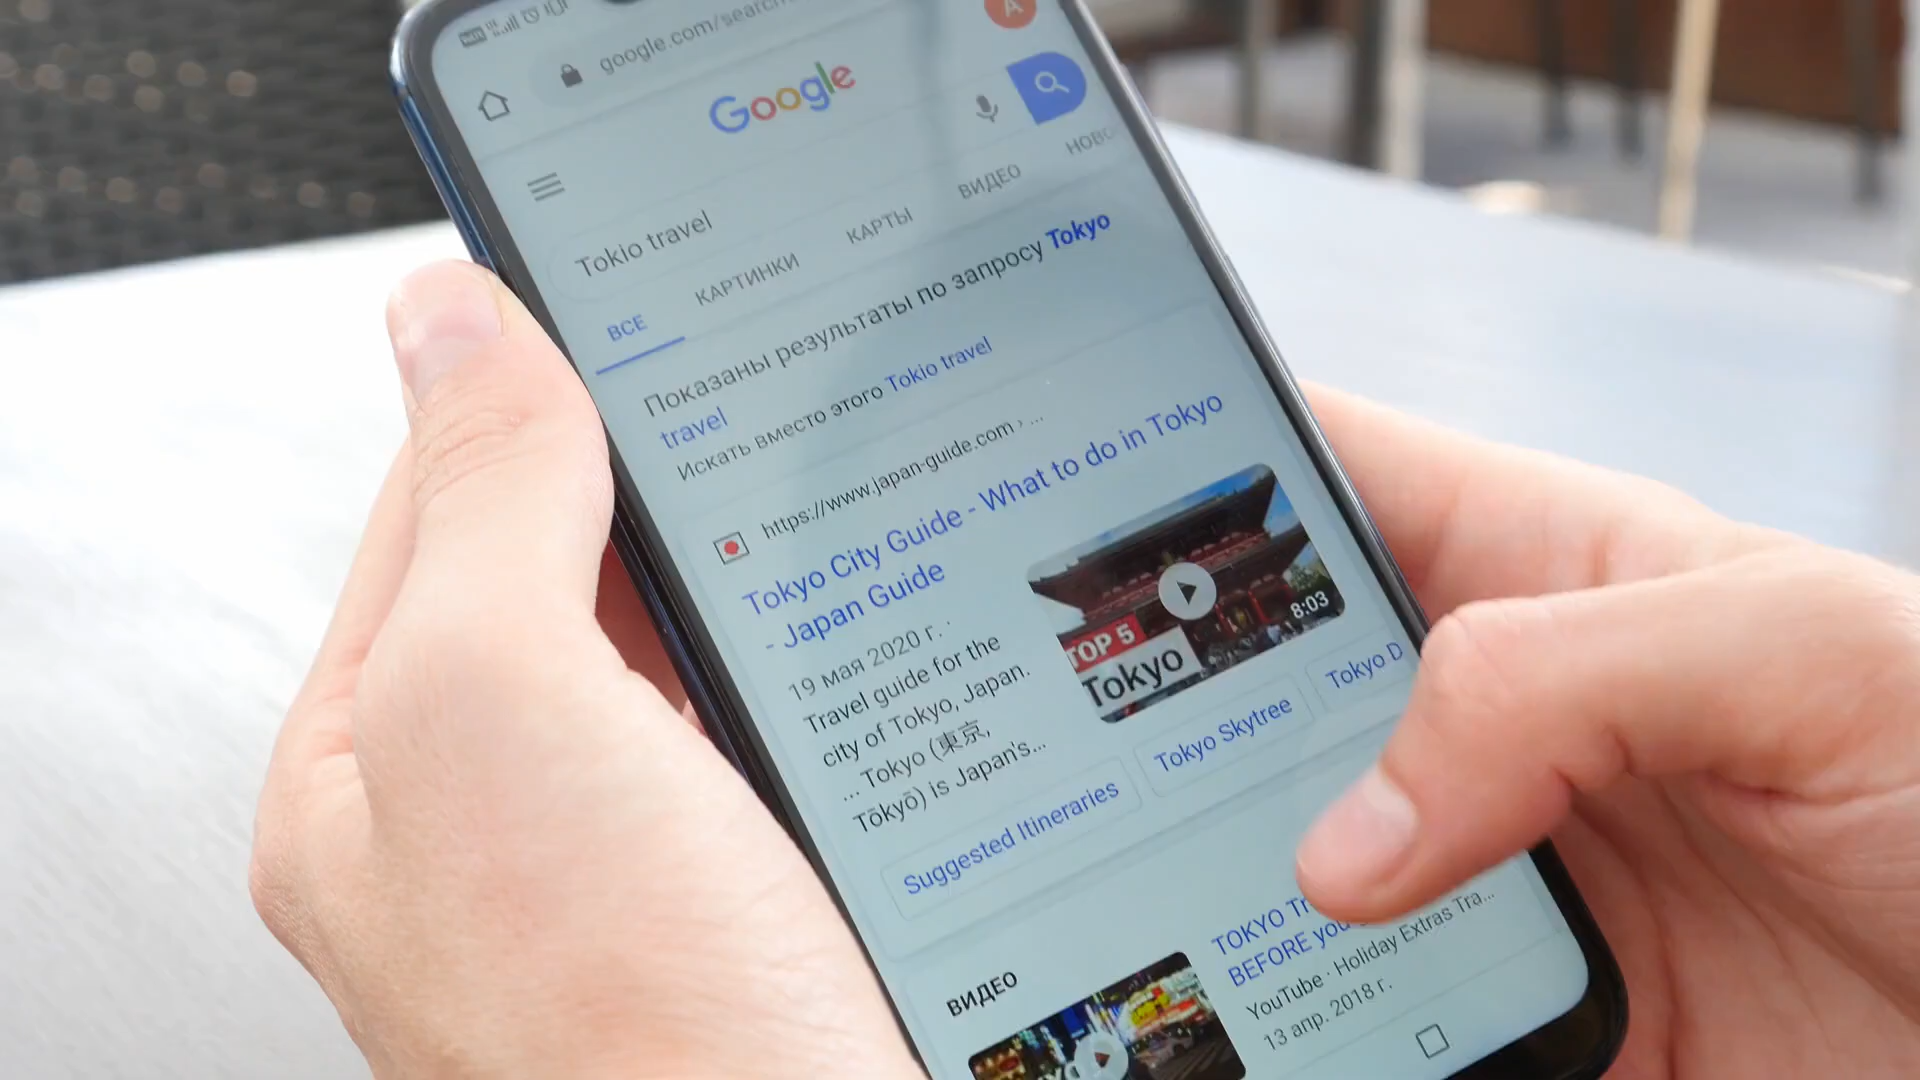 google.com/search
A
Google
Tokio travel
ВСЕ
КАРТИНКИ
КАРТЫ
ВИДЕО
НОВО
Показаны результаты по запросу Tokyo
travel
Искать вместо этого Tokio travel
https://www.japan-guide.com › ...
Tokyo City Guide - What to do in Tokyo
- Japan Guide
19 мая 2020 г. ·
Travel guide for the
city of Tokyo, Japan.
... Tokyo (東京,
Tōkyō) is Japan's...
TOP 5
Tokyo
8:03
Suggested Itineraries
Tokyo Skytree
Tokyo D
ВИДЕО
TOKYO Tr
BEFORE you
YouTube · Holiday Extras Tra...
13 апр. 2018 г.